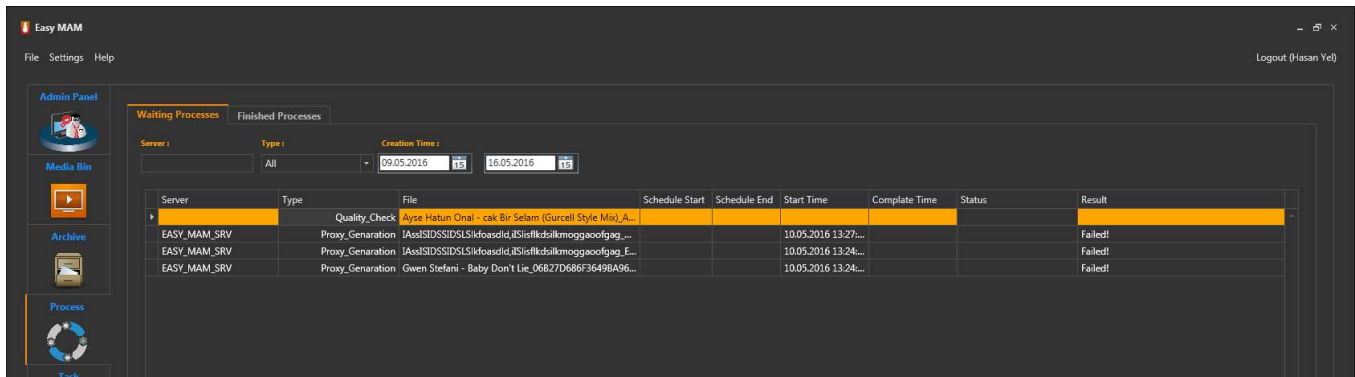 Easy MAM
File Settings Help
Logout (Hasan Yel)
Admin Panel
Media Bin
Archive
Process
Task
Waiting Processes Finished Processes
Server : Type : Creation Time :
All 09.05.2016 15 16.05.2016 15
Server Type File Schedule Start Schedule End Start Time Complate Time Status Result
Quality_Check Ayse Hatun Onal - cak Bir Selam (Gurcell Style Mix)_A...
EASY_MAM_SRV Proxy_Genaration 10.05.2016 13:27:... Failed!
EASY_MAM_SRV Proxy_Genaration 10.05.2016 13:24:... Failed!
EASY_MAM_SRV Proxy_Genaration Gwen Stefani - Baby Don't Lie_06B27D686F3649BA96... 10.05.2016 13:24:... Failed!